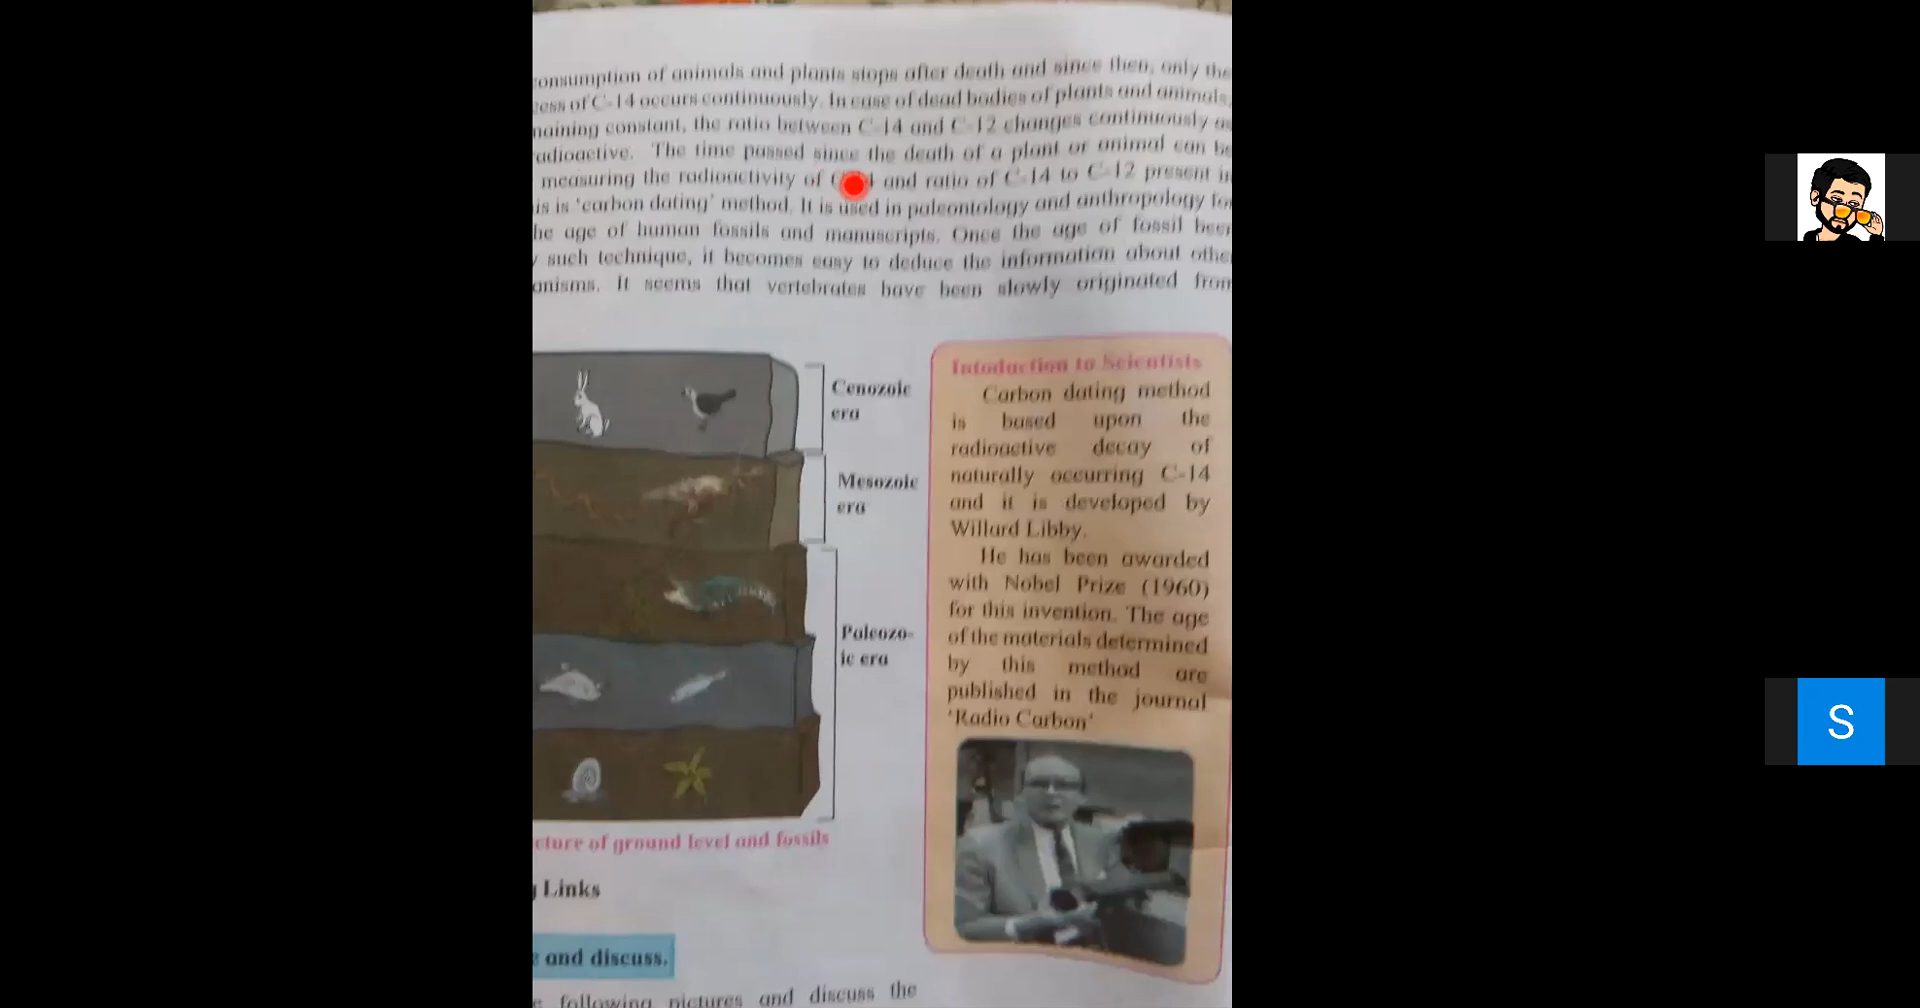 consumption of animals and plants stops after death and since then, only the
cess of C-14 occurs continuously. In case of dead bodies of plants and animals,
maining constant, the ratio between C-14 and C-12 changes continuously as
adioactive. The time passed since the death of a plant or animal can be
measuring the radioactivity of and ratio of C-14 to C-12 present in
is is 'carbon dating' method. It is used in paleontology and anthropology for
he age of human fossils and manuscripts. Once the age of fossil been
y such technique, it becomes easy to deduce the information about other
anisms. It seems that vertebrates have been slowly originated from
Cenozoic
era
Mesozoic
era
Paleozo-
ic era
cture of ground level and fossils
g Links
e and discuss.
e following pictures and discuss the
Intoduction to Scientists
Carbon dating method
is based upon the
radioactive decay of
naturally occurring C-14
and it is developed by
Willard Libby.
He has been awarded
with Nobel Prize (1960)
for this invention. The age
of the materials determined
by this method are
published in the journal
'Radio Carbon'
S